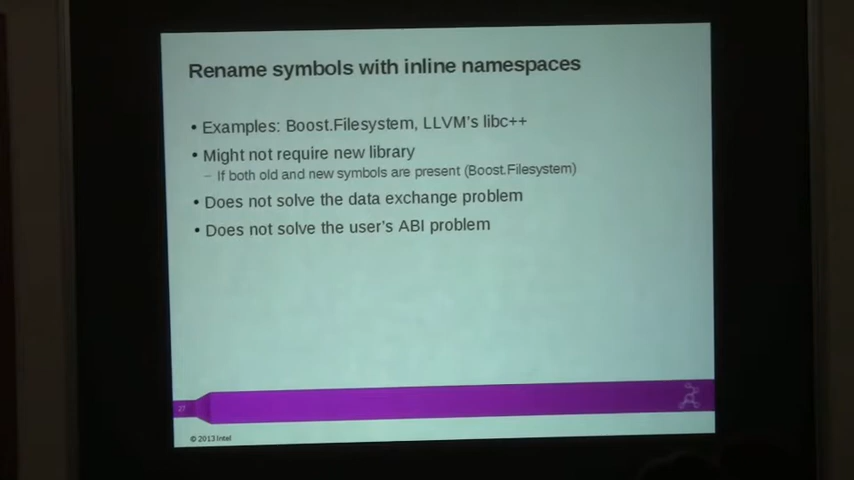 Rename symbols with inline namespaces
• Examples: Boost.Filesystem, LLVM's libc++
• Might not require new library
– If both old and new symbols are present (Boost.Filesystem)
• Does not solve the data exchange problem
• Does not solve the user's ABI problem
27
© 2013 Intel